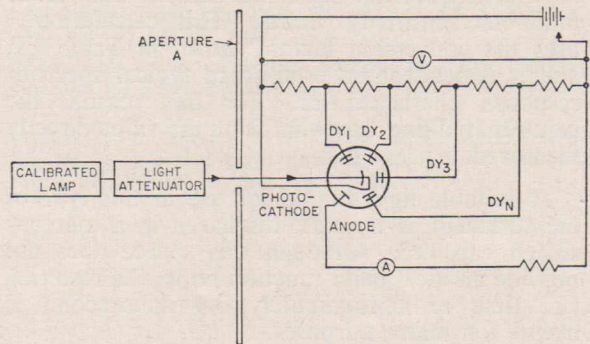 APERTURE
A
V
DY1
DY2
DY3
CALIBRATED
LAMP
LIGHT
ATTENUATOR
PHOTO-
CATHODE
DYN
ANODE
A